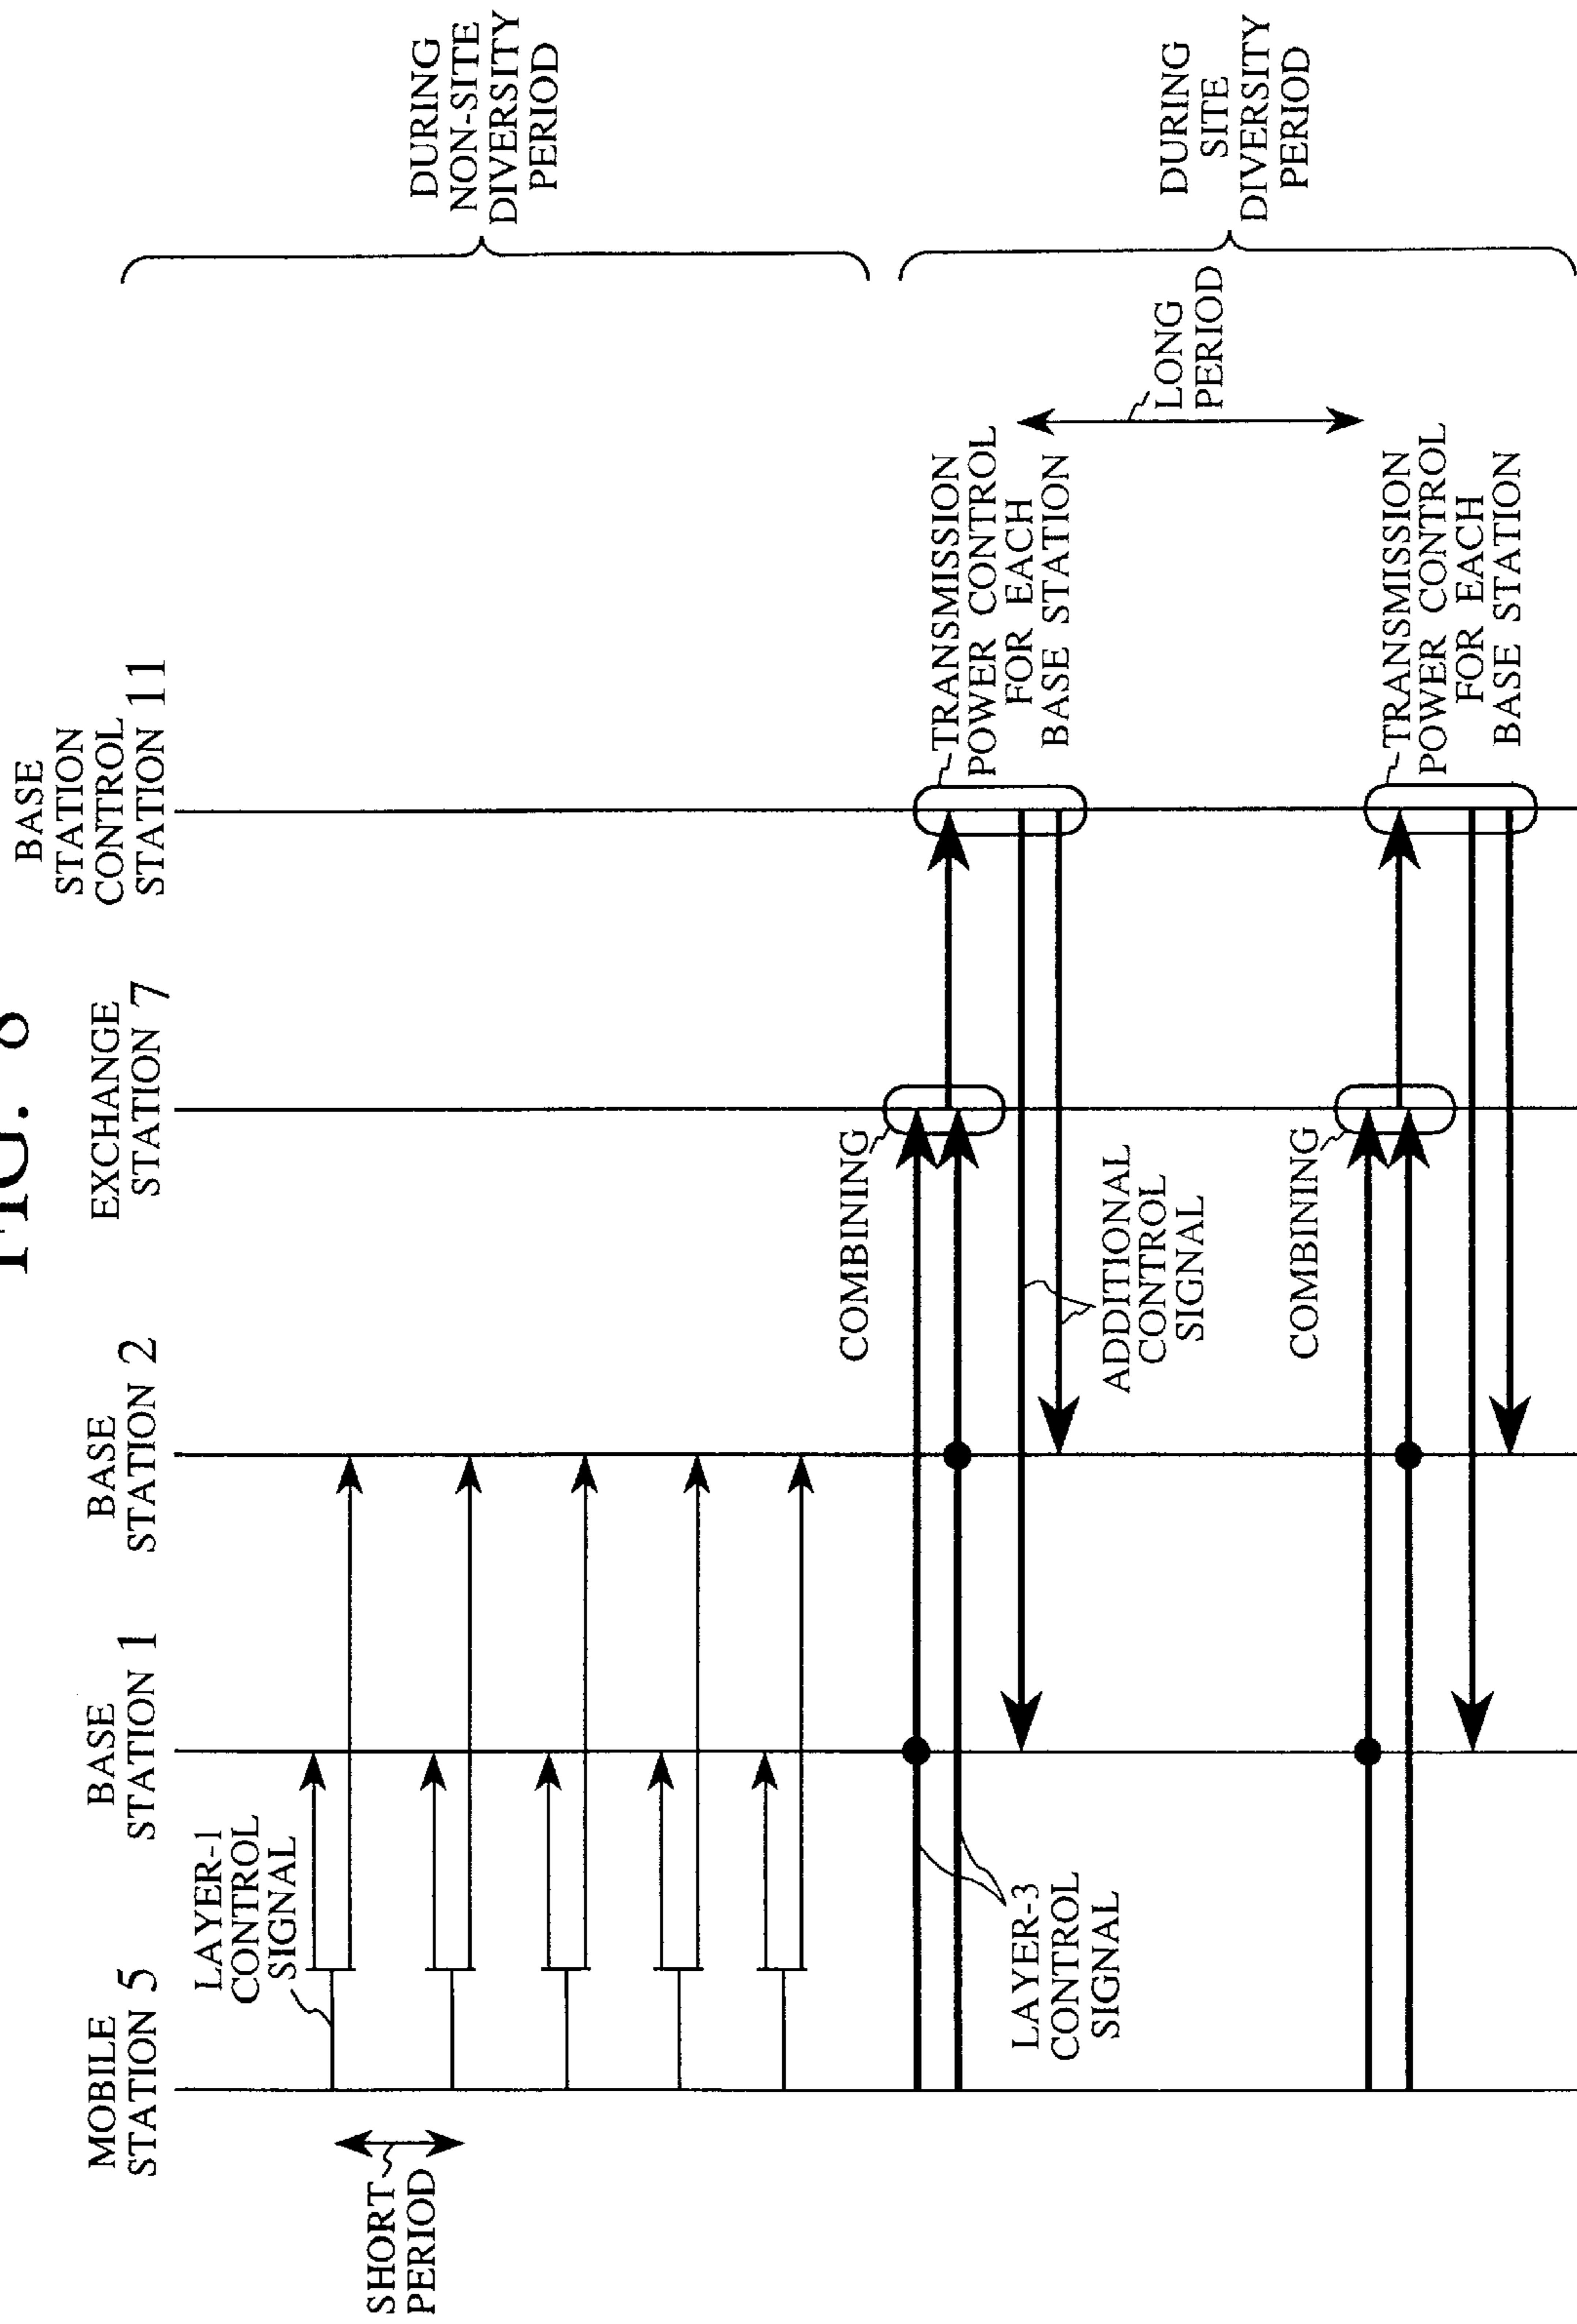 FIG. 8
MOBILE
STATION 5
BASE
STATION 1
BASE
STATION 2
EXCHANGE
STATION 7
BASE
STATION
CONTROL
STATION 11
SHORT
PERIOD
LAYER-1
CONTROL
SIGNAL
DURING
NON-SITE
DIVERSITY
PERIOD
COMBINING
TRANSMISSION
POWER CONTROL
FOR EACH
BASE STATION
LAYER-3
CONTROL
SIGNAL
ADDITIONAL
CONTROL
SIGNAL
LONG
PERIOD
DURING
SITE
DIVERSITY
PERIOD
COMBINING
TRANSMISSION
POWER CONTROL
FOR EACH
BASE STATION